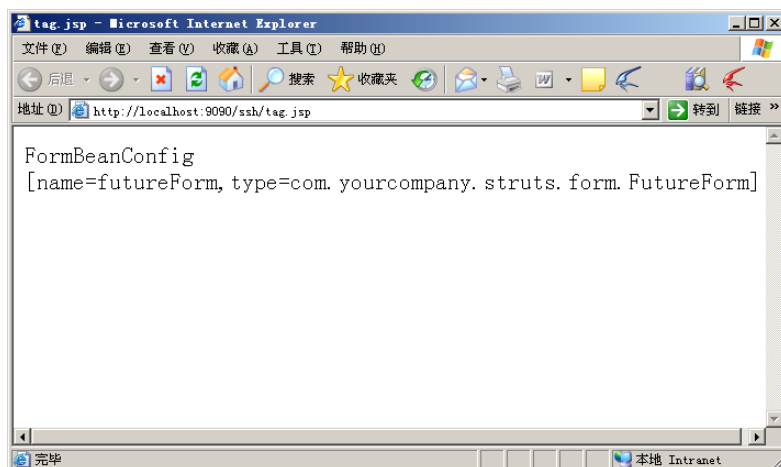 tag.jsp - Microsoft Internet Explorer
文件(F) 编辑(E) 查看(V) 收藏(A) 工具(T) 帮助(H)
后退 搜索 收藏夹
地址(D) http://localhost:9090/ssh/tag.jsp 转到 链接 »
FormBeanConfig
[name=futureForm,type=com.yourcompany.struts.form.FutureForm]
完毕 本地 Intranet